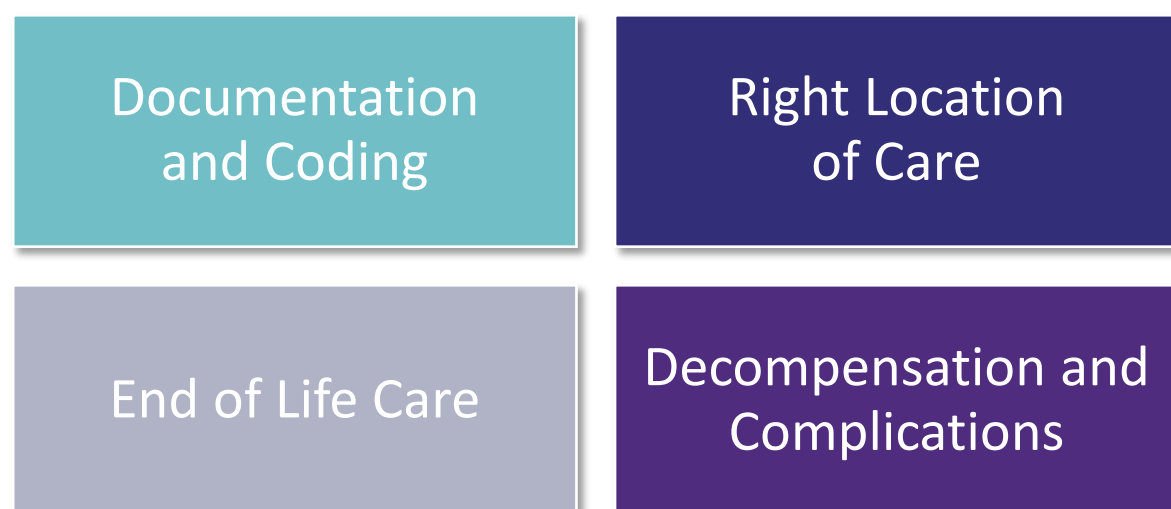 Documentation
and Coding
Right Location
of Care
End of Life Care
Decompensation and
Complications